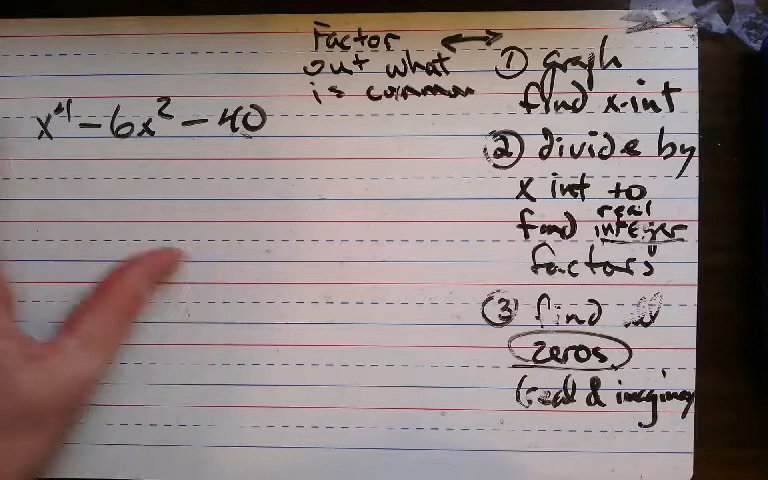 Factor
out what
is common
x⁴ - 6x² - 40
↔ ① graph
find x-int
② divide by
x int to
find real integer
factors
③ find
zeros
(real &